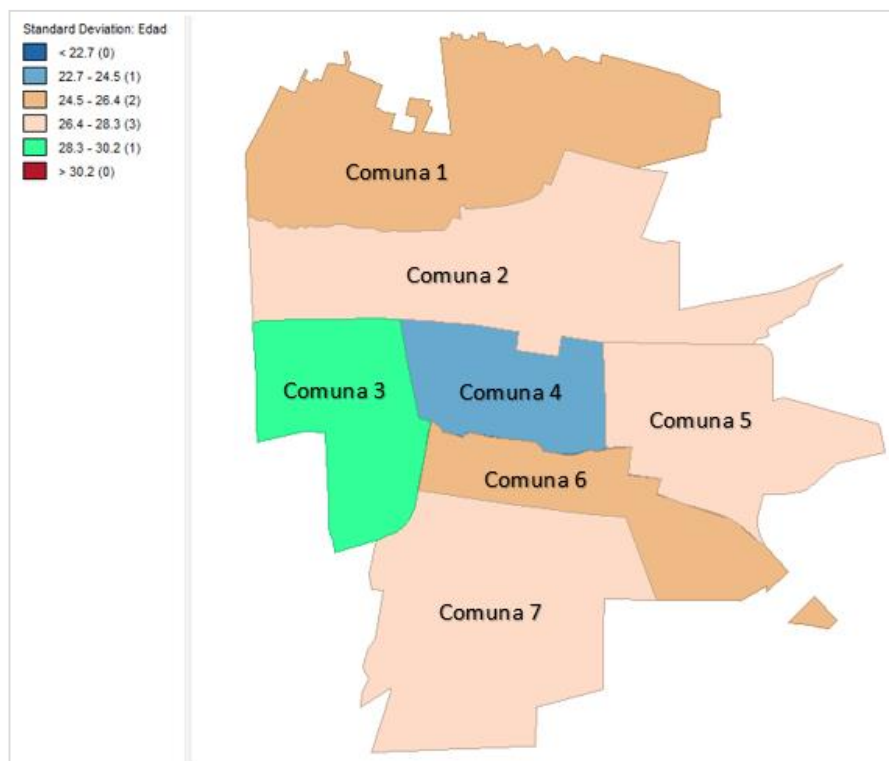 Standard Deviation: Edad
< 22.7 (0)
22.7 - 24.5 (1)
24.5 - 26.4 (2)
26.4 - 28.3 (3)
28.3 - 30.2 (1)
> 30.2 (0)
Comuna 1
Comuna 2
Comuna 3
Comuna 4
Comuna 5
Comuna 6
Comuna 7